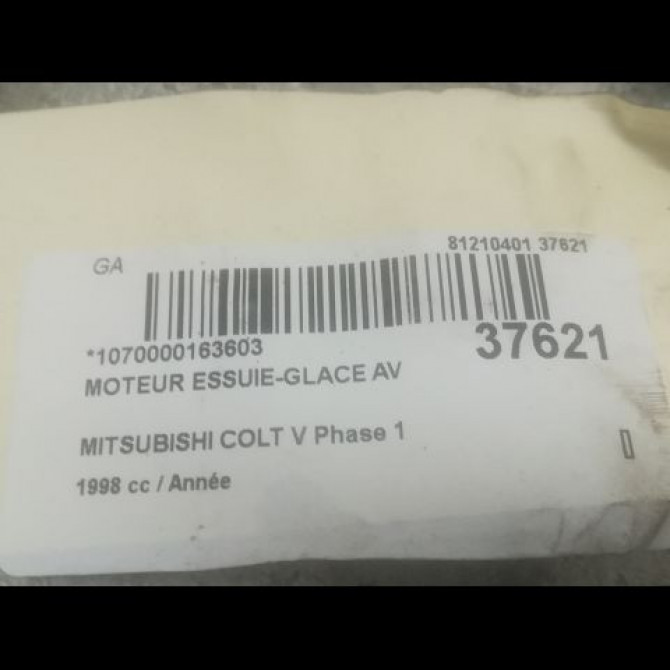 GA
81210401 37621
*1070000163603
37621
MOTEUR ESSUIE-GLACE AV
MITSUBISHI COLT V Phase 1
1998 cc / Année